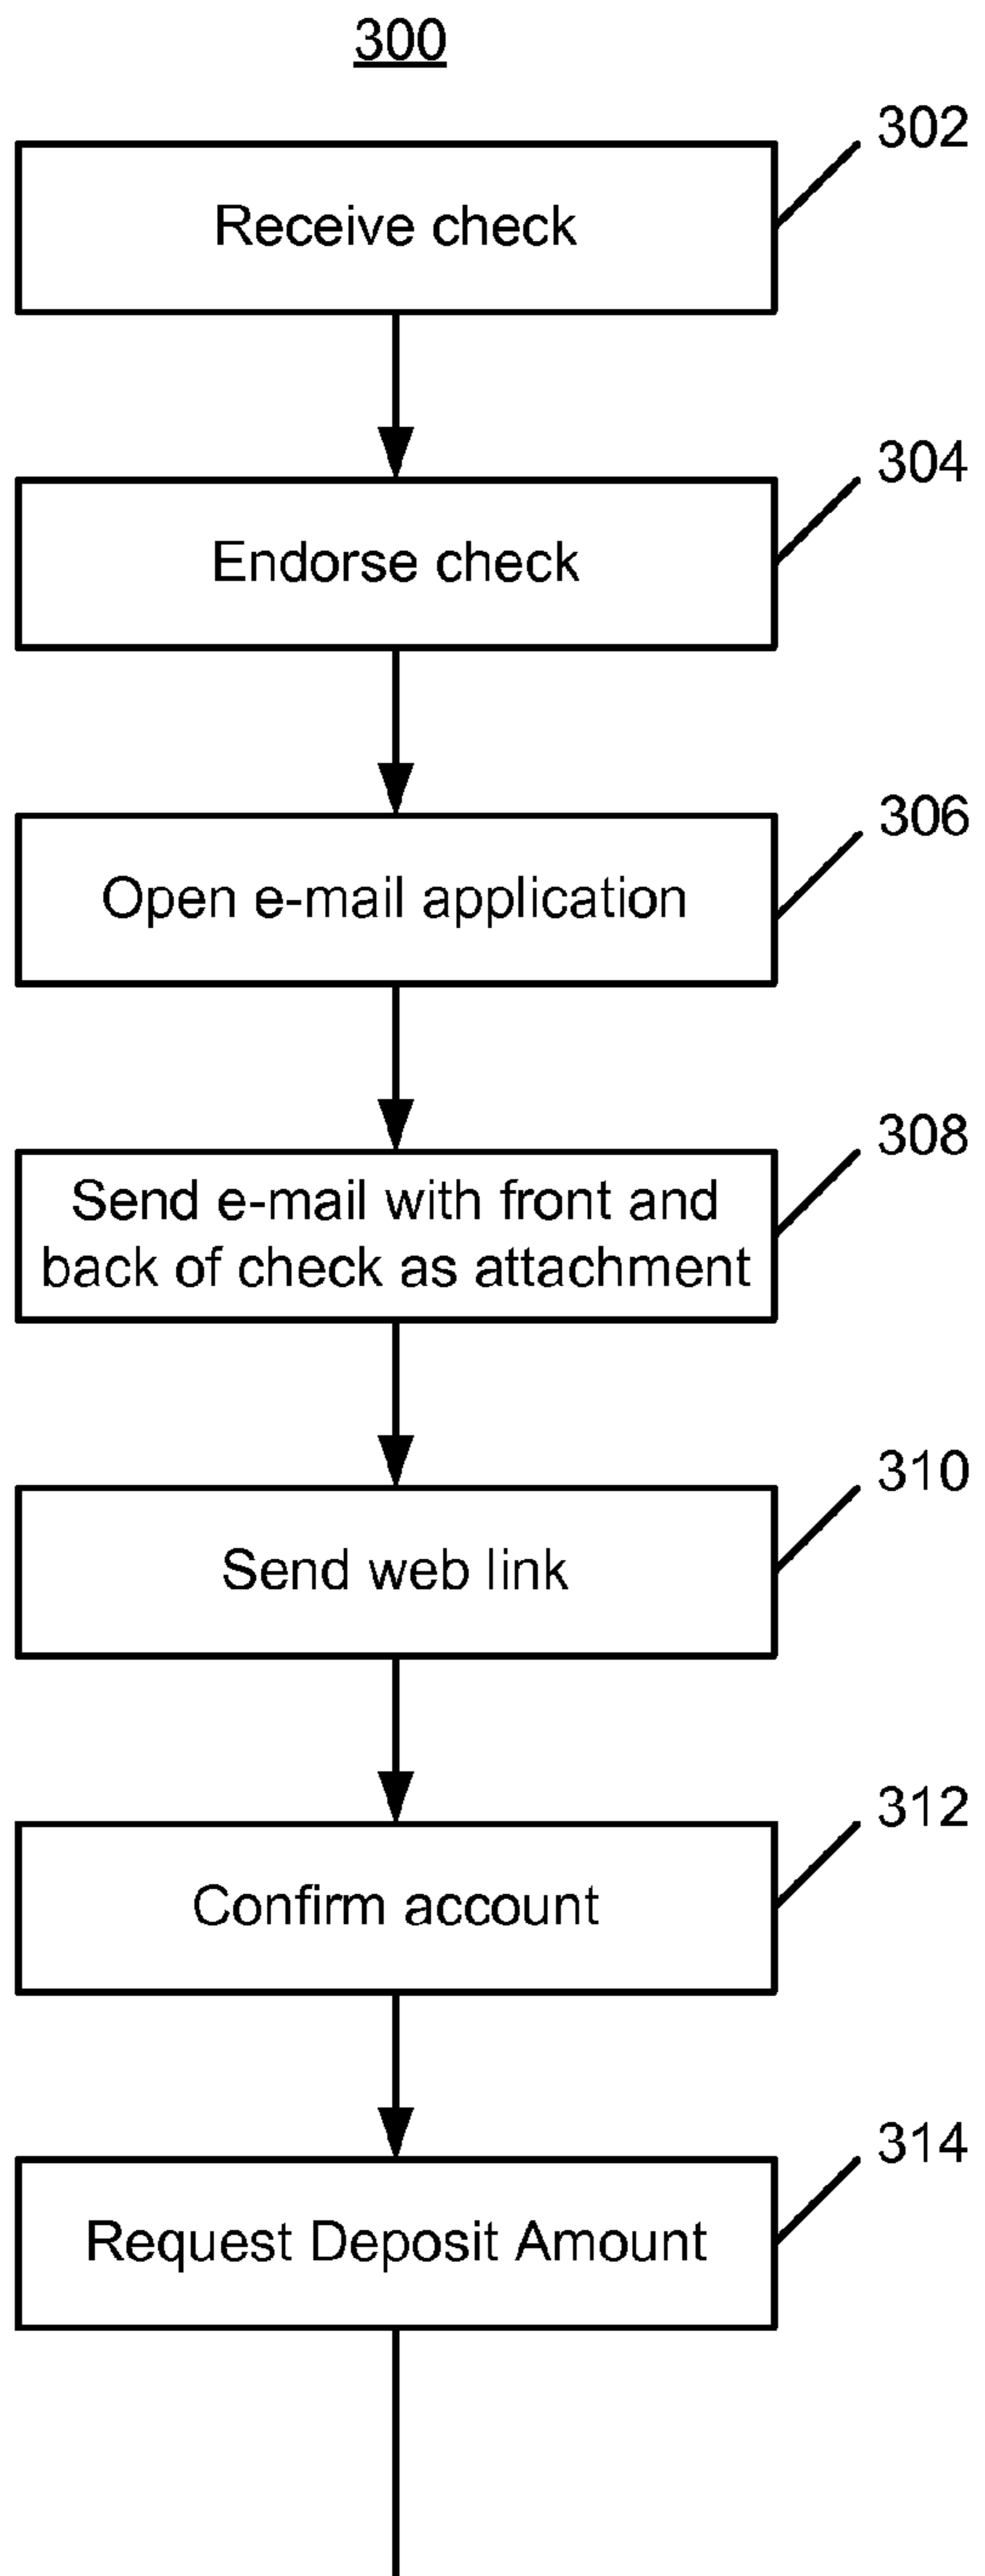 300
302
Receive check
304
Endorse check
306
Open e-mail application
308
Send e-mail with front and
back of check as attachment
310
Send web link
312
Confirm account
314
Request Deposit Amount